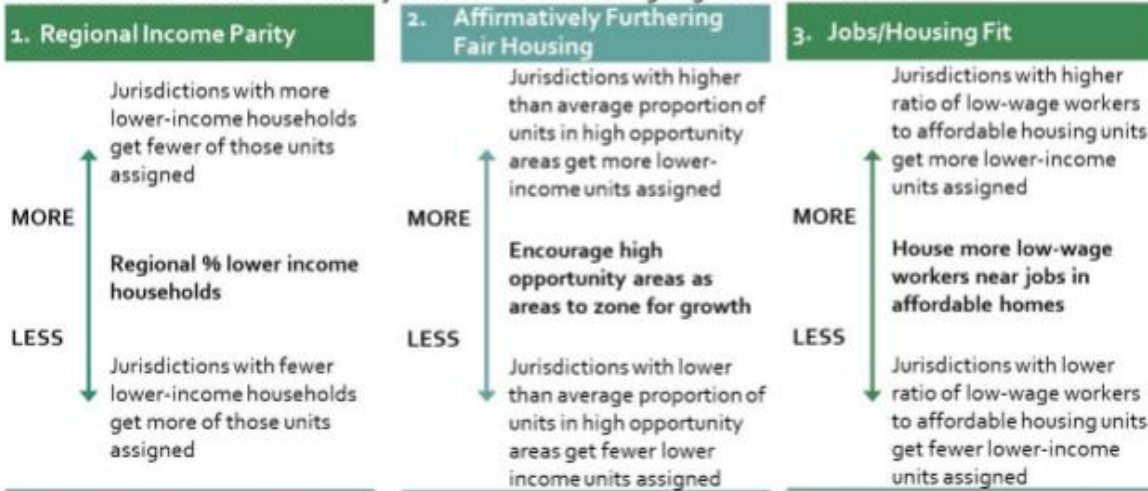 1. Regional Income Parity
Jurisdictions with more
lower-income households
get fewer of those units
assigned
MORE
Regional % lower income
households
LESS
Jurisdictions with fewer
lower-income households
get more of those units
assigned
2. Affirmatively Furthering
Fair Housing
Jurisdictions with higher
than average proportion of
units in high opportunity
areas get more lower-
income units assigned
MORE
Encourage high
opportunity areas as
areas to zone for growth
LESS
Jurisdictions with lower
than average proportion of
units in high opportunity
areas get fewer lower
income units assigned
3. Jobs/Housing Fit
Jurisdictions with higher
ratio of low-wage workers
to affordable housing units
get more lower-income
units assigned
MORE
House more low-wage
workers near jobs in
affordable homes
LESS
Jurisdictions with lower
ratio of low-wage workers
to affordable housing units
get fewer lower-income
units assigned